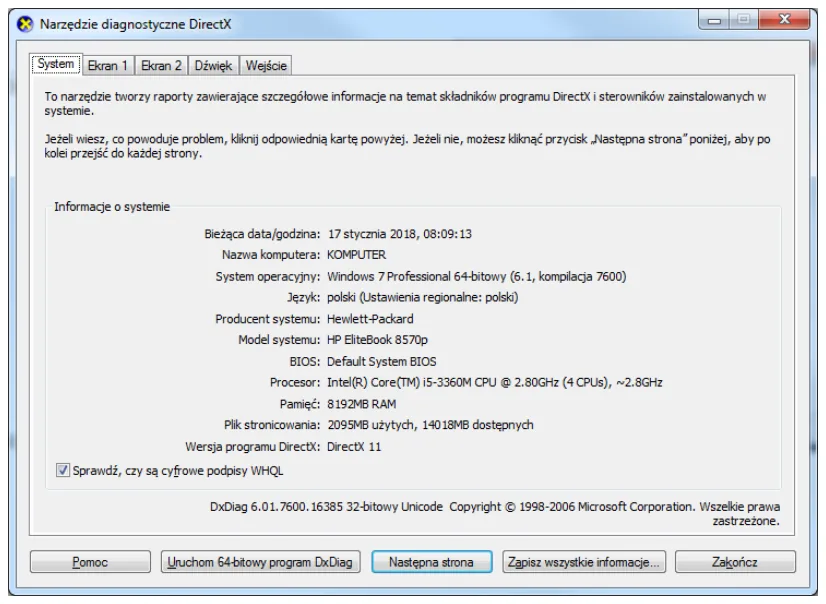 Narzędzie diagnostyczne DirectX
System Ekran 1 Ekran 2 Dźwięk Wejście
To narzędzie tworzy raporty zawierające szczegółowe informacje na temat składników programu DirectX i sterowników zainstalowanych w
systemie.
Jeżeli wiesz, co powoduje problem, kliknij odpowiednią kartę powyżej. Jeżeli nie, możesz kliknąć przycisk „Następna strona” poniżej, aby po
kolei przejść do każdej strony.
Informacje o systemie
Bieżąca data/godzina: 17 stycznia 2018, 08:09:13
Nazwa komputera: KOMPUTER
System operacyjny: Windows 7 Professional 64-bitowy (6.1, kompilacja 7600)
Język: polski (Ustawienia regionalne: polski)
Producent systemu: Hewlett-Packard
Model systemu: HP EliteBook 8570p
BIOS: Default System BIOS
Procesor: Intel(R) Core(TM) i5-3360M CPU @ 2.80GHz (4 CPUs), ~2.8GHz
Pamięć: 8192MB RAM
Plik stronicowania: 2095MB użytych, 14018MB dostępnych
Wersja programu DirectX: DirectX 11
Sprawdź, czy są cyfrowe podpisy WHQL
DxDiag 6.01.7600.16385 32-bitowy Unicode Copyright © 1998-2006 Microsoft Corporation. Wszelkie prawa
zastrzeżone.
Pomoc Uruchom 64-bitowy program DxDiag Następna strona Zapisz wszystkie informacje... Zakończ